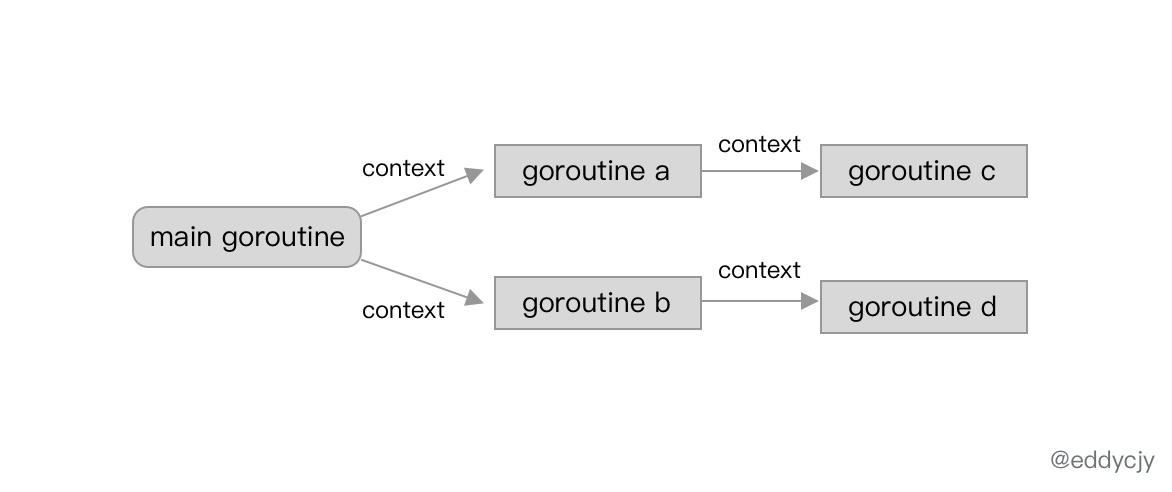 context
goroutine a
context
goroutine c
main goroutine
context
goroutine b
context
goroutine d
@eddycjy